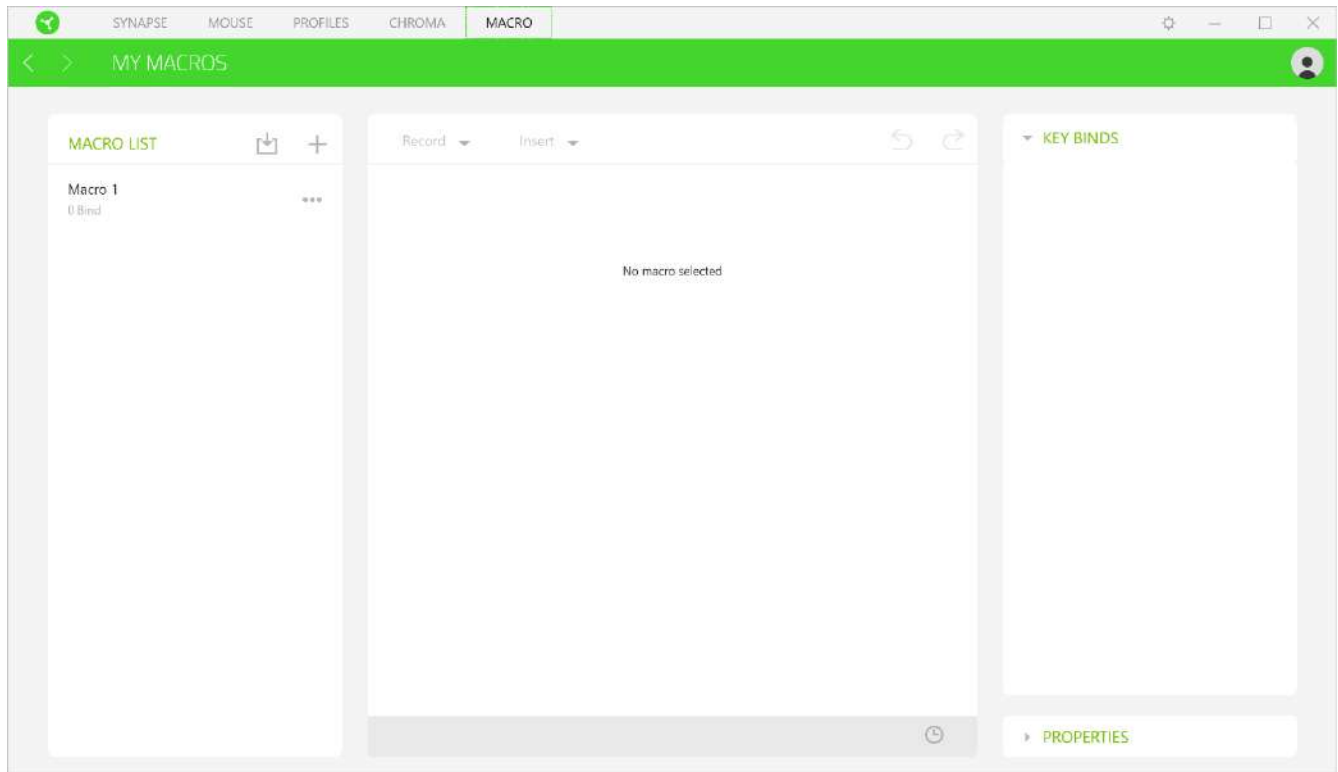 SYNAPSE MOUSE PROFILES CHROMA MACRO
MY MACROS
MACRO LIST
Record Insert
KEY BINDS
Macro 1
0 Bind
No macro selected
PROPERTIES